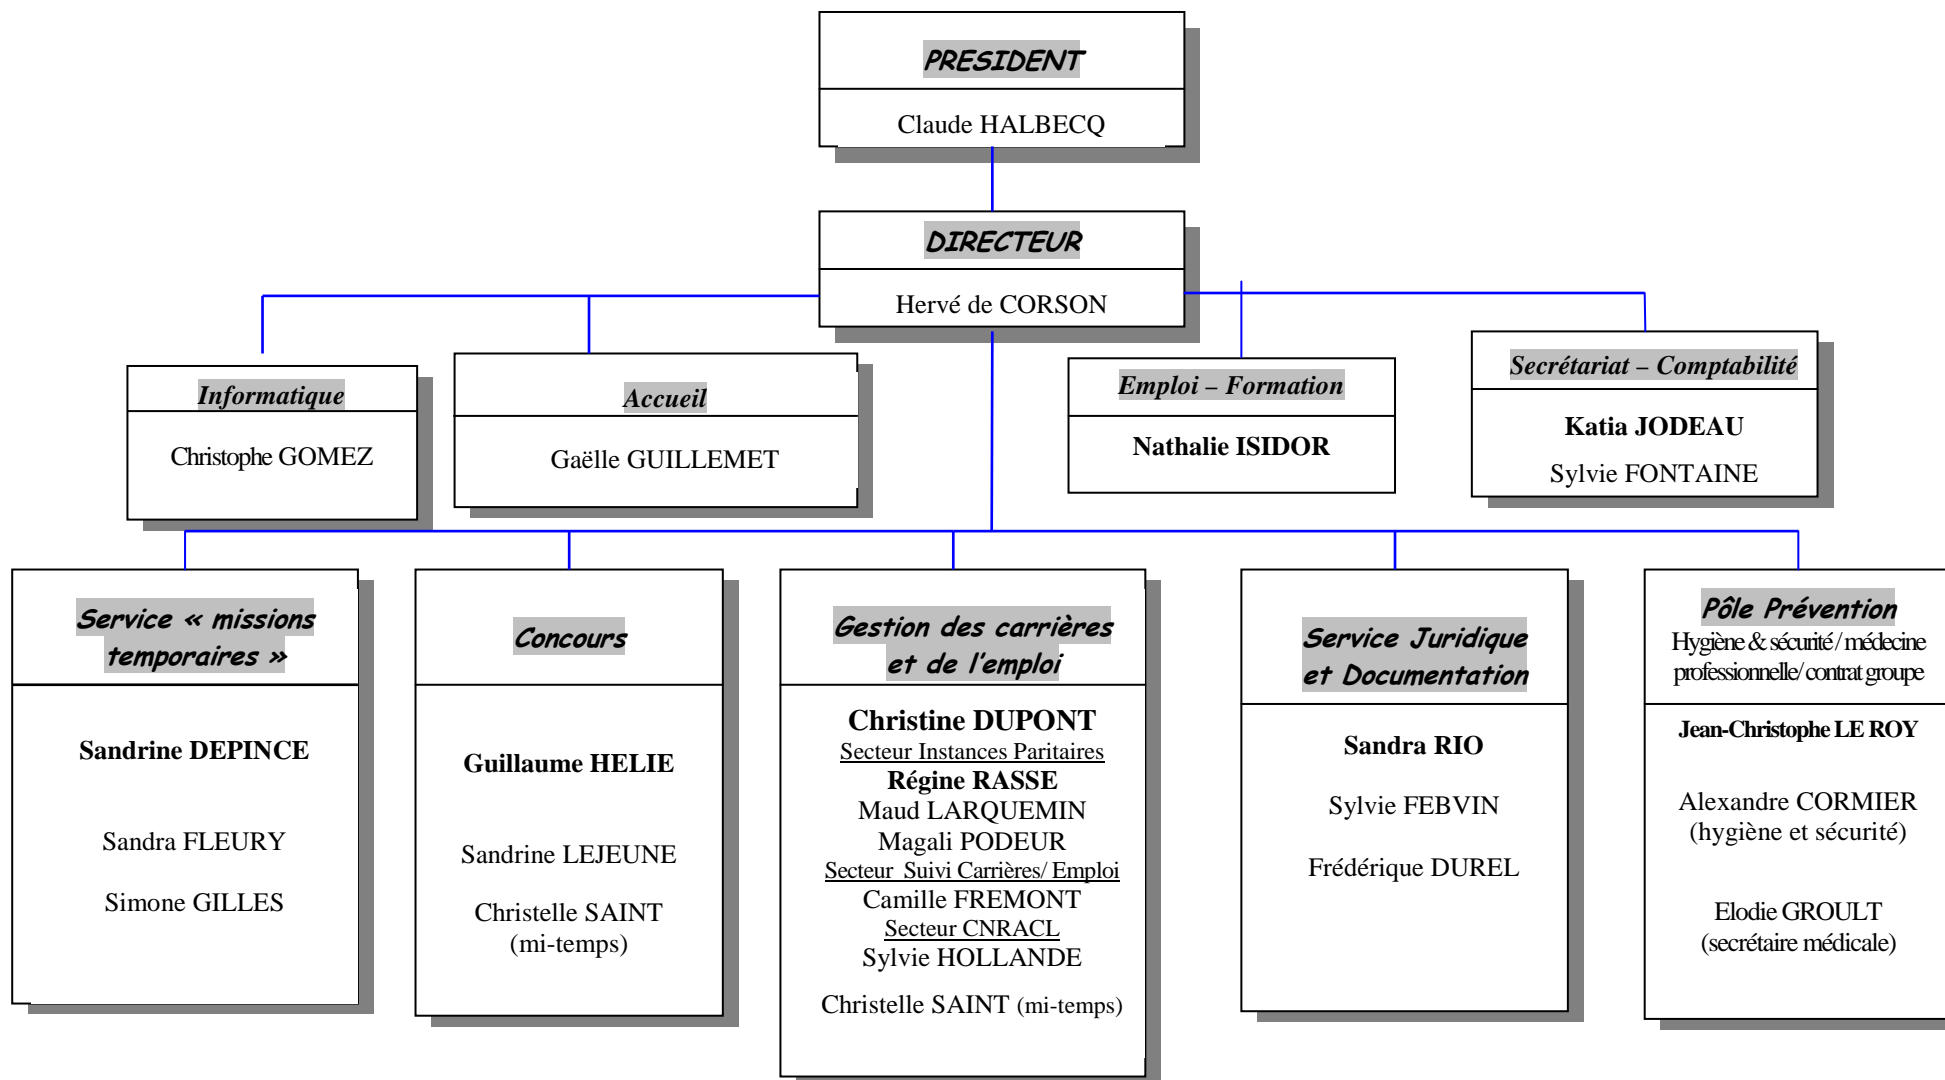 PRESIDENT
Claude HALBECQ
DIRECTEUR
Hervé de CORSON
Informatique
Christophe GOMEZ
Accueil
Gaëlle GUILLEMET
Emploi – Formation
Nathalie ISIDOR
Secrétariat – Comptabilité
Katia JODEAU
Sylvie FONTAINE
Service « missions
temporaires »
Sandrine DEPINCE
Sandra FLEURY
Simone GILLES
Concours
Guillaume HELIE
Sandrine LEJEUNE
Christelle SAINT
(mi-temps)
Gestion des carrières
et de l'emploi
Christine DUPONT
Secteur Instances Paritaires
Régine RASSE
Maud LARQUEMIN
Magali PODEUR
Secteur Suivi Carrières/ Emploi
Camille FREMONT
Secteur CNRACL
Sylvie HOLLANDE
Christelle SAINT (mi-temps)
Service Juridique
et Documentation
Sandra RIO
Sylvie FEBVIN
Frédérique DUREL
Pôle Prévention
Hygiène & sécurité / médecine
professionnelle/ contrat groupe
Jean-Christophe LE ROY
Alexandre CORMIER
(hygiène et sécurité)
Elodie GROULT
(secrétaire médicale)